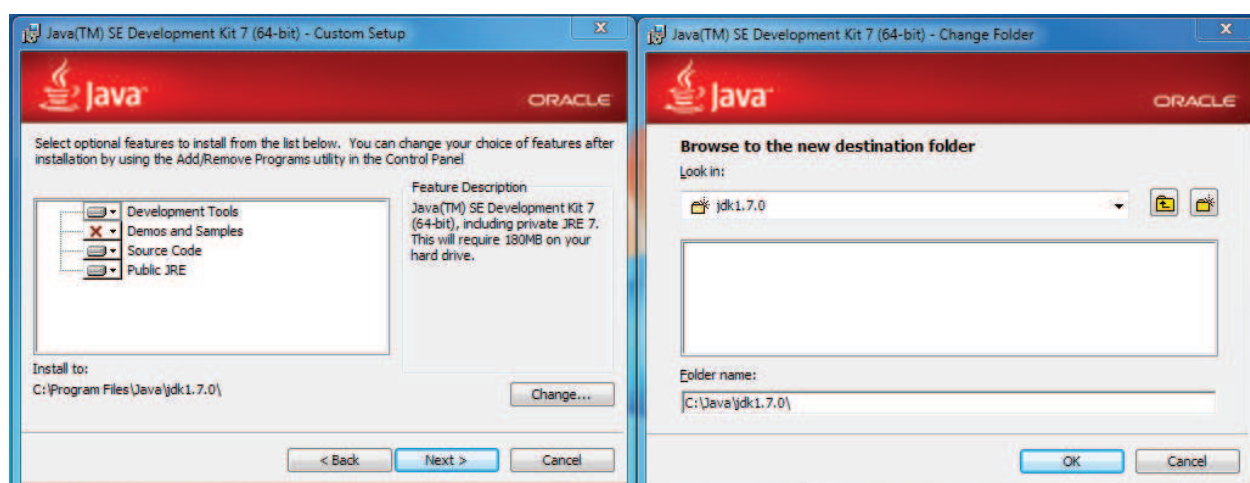 Java(TM) SE Development Kit 7 (64-bit) - Custom Setup
Java
ORACLE
Select optional features to install from the list below. You can change your choice of features after
installation by using the Add/Remove Programs utility in the Control Panel
Development Tools
Demos and Samples
Source Code
Public JRE
Feature Description
Java(TM) SE Development Kit 7
(64-bit), including private JRE 7.
This will require 180MB on your
hard drive.
Install to:
C:\Program Files\Java\jdk1.7.0\
Change...
< Back
Next >
Cancel
Java(TM) SE Development Kit 7 (64-bit) - Change Folder
Java
ORACLE
Browse to the new destination folder
Look in:
jdk1.7.0
Folder name:
C:\Java\jdk1.7.0\
OK
Cancel